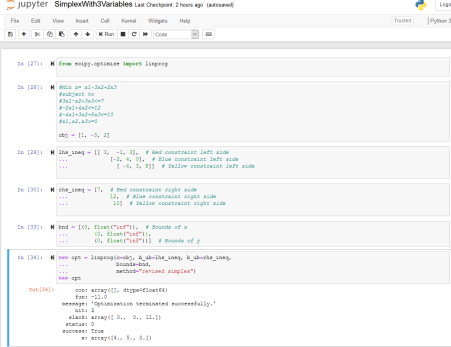 jupyter SimplexWith3Variables Last Checkpoint: 2 hours ago (autosaved)
Logo
File Edit View Insert Cell Kernel Widgets Help
Trusted Python 3
Run Code
In [27]: from scipy.optimize import linprog
In [28]: #Min z= x1-3x2+2x3
#subject to
#3x1-x2+3x3<=7
#-2x1+4x2<=12
#-4x1+3x2+8x3<=10
#x1,x2,x3>=0
obj = [1, -3, 2]
In [29]: lhs_ineq = [[ 3, -1, 3], # Red constraint left side
... [-2, 4, 0], # Blue constraint left side
... [ -4, 3, 8]] # Yellow constraint left side
In [30]: rhs_ineq = [7, # Red constraint right side
... 12, # Blue constraint right side
... 10] # Yellow constraint right side
In [33]: bnd = [(0, float("inf")), # Bounds of x
... (0, float("inf")),
... (0, float("inf"))] # Bounds of y
In [34]: >>> opt = linprog(c=obj, A_ub=lhs_ineq, b_ub=rhs_ineq,
... bounds=bnd,
... method="revised simplex")
>>> opt
Out[34]: con: array([], dtype=float64)
fun: -11.0
message: 'Optimization terminated successfully.'
nit: 2
slack: array([ 0., 0., 11.])
status: 0
success: True
x: array([4., 5., 0.])